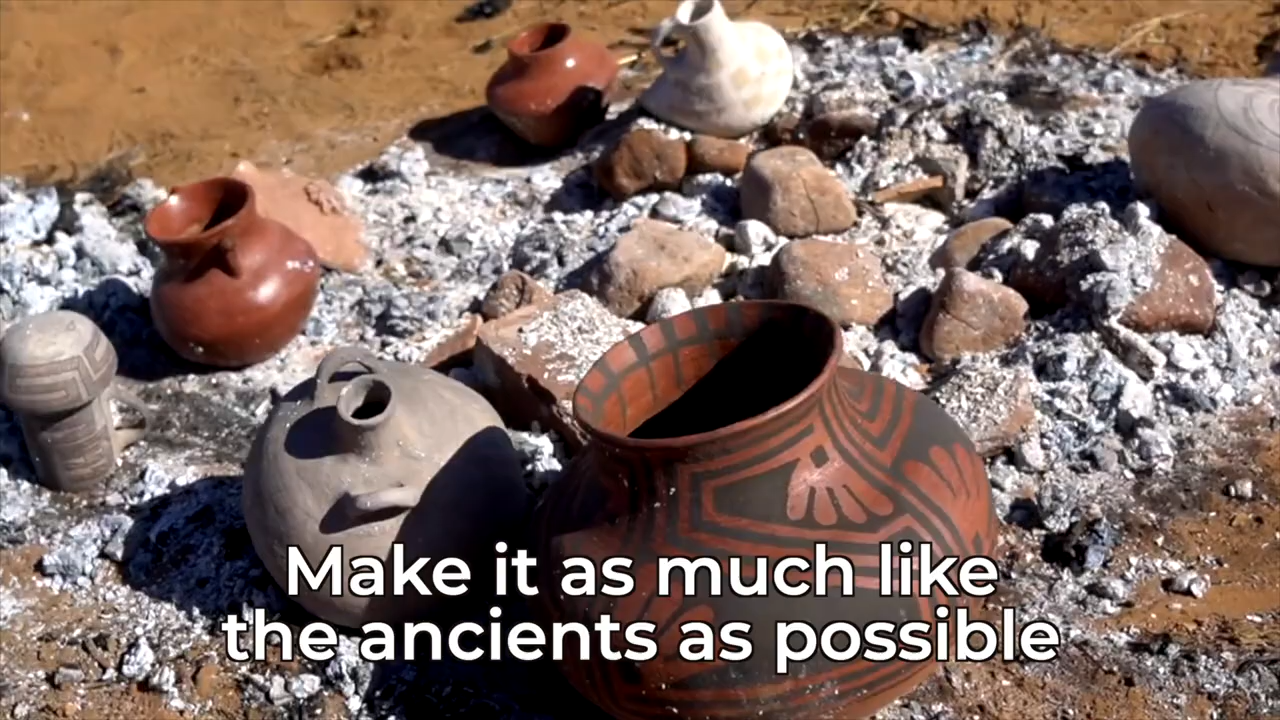 Make it as much like
the ancients as possible